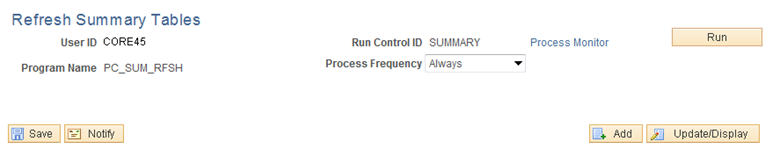 Refresh Summary Tables
User ID CORE45 Run Control ID SUMMARY Process Monitor Run
Program Name PC_SUM_RFSH Process Frequency Always
Save Notify Add Update/Display